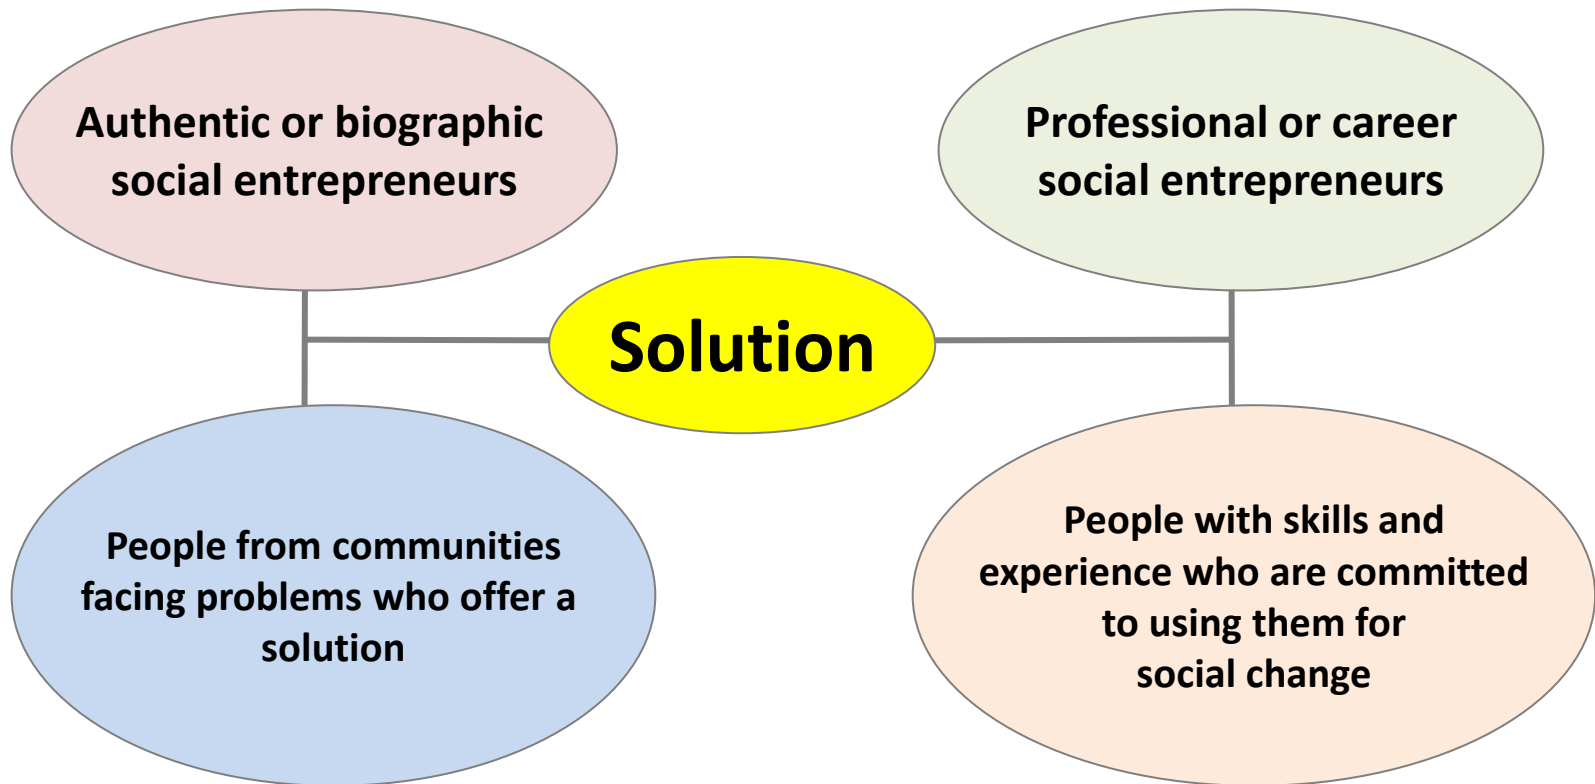 Authentic or biographic
social entrepreneurs
Professional or career
social entrepreneurs
Solution
People from communities
facing problems who offer a
solution
People with skills and
experience who are committed
to using them for
social change